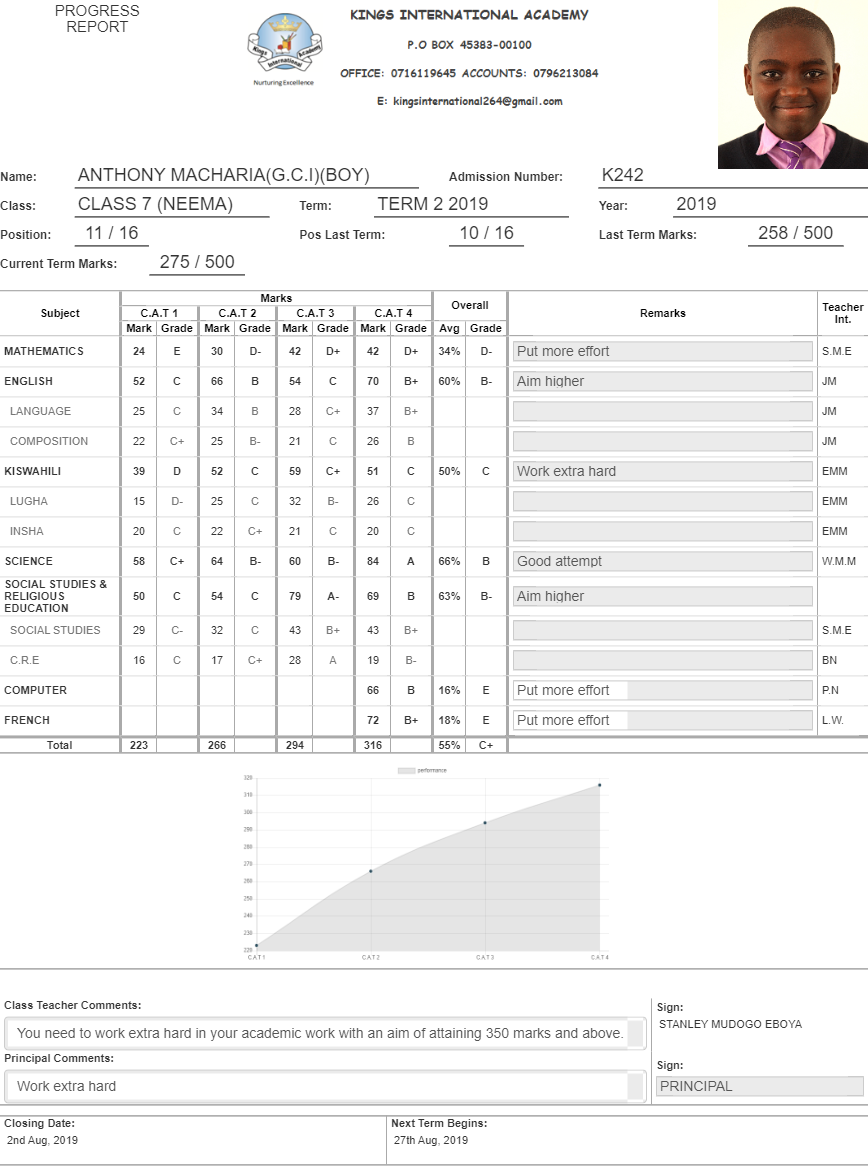 PROGRESS
REPORT
KINGS INTERNATIONAL ACADEMY
P.O BOX 45383-00100
OFFICE: 0716119645 ACCOUNTS: 0796213084
E: kingsinternational264@gmail.com
Kings Academy
International
Nurturing Excellence
Name: ANTHONY MACHARIA(G.C.I)(BOY) Admission Number: K242
Class: CLASS 7 (NEEMA) Term: TERM 2 2019 Year: 2019
Position: 11 / 16 Pos Last Term: 10 / 16 Last Term Marks: 258 / 500
Current Term Marks: 275 / 500
Subject Marks Overall Remarks Teacher Int.
C.A.T 1 C.A.T 2 C.A.T 3 C.A.T 4
Mark Grade Mark Grade Mark Grade Mark Grade Avg Grade
MATHEMATICS 24 E 30 D- 42 D+ 42 D+ 34% D- Put more effort S.M.E
ENGLISH 52 C 66 B 54 C 70 B+ 60% B- Aim higher JM
LANGUAGE 25 C 34 B 28 C+ 37 B+ JM
COMPOSITION 22 C+ 25 B- 21 C 26 B JM
KISWAHILI 39 D 52 C 59 C+ 51 C 50% C Work extra hard EMM
LUGHA 15 D- 25 C 32 B- 26 C EMM
INSHA 20 C 22 C+ 21 C 20 C EMM
SCIENCE 58 C+ 64 B- 60 B- 84 A 66% B Good attempt W.M.M
SOCIAL STUDIES &
RELIGIOUS
EDUCATION 50 C 54 C 79 A- 69 B 63% B- Aim higher
SOCIAL STUDIES 29 C- 32 C 43 B+ 43 B+ S.M.E
C.R.E 16 C 17 C+ 28 A 19 B- BN
COMPUTER 66 B 16% E Put more effort P.N
FRENCH 72 B+ 18% E Put more effort L.W.
Total 223 266 294 316 55% C+
performance
320
310
300
290
280
270
260
250
240
230
220
C.A.T 1 C.A.T 2 C.A.T 3 C.A.T 4
Class Teacher Comments:
You need to work extra hard in your academic work with an aim of attaining 350 marks and above.
Sign:
STANLEY MUDOGO EBOYA
Principal Comments:
Work extra hard
Sign:
PRINCIPAL
Closing Date:
2nd Aug, 2019
Next Term Begins:
27th Aug, 2019